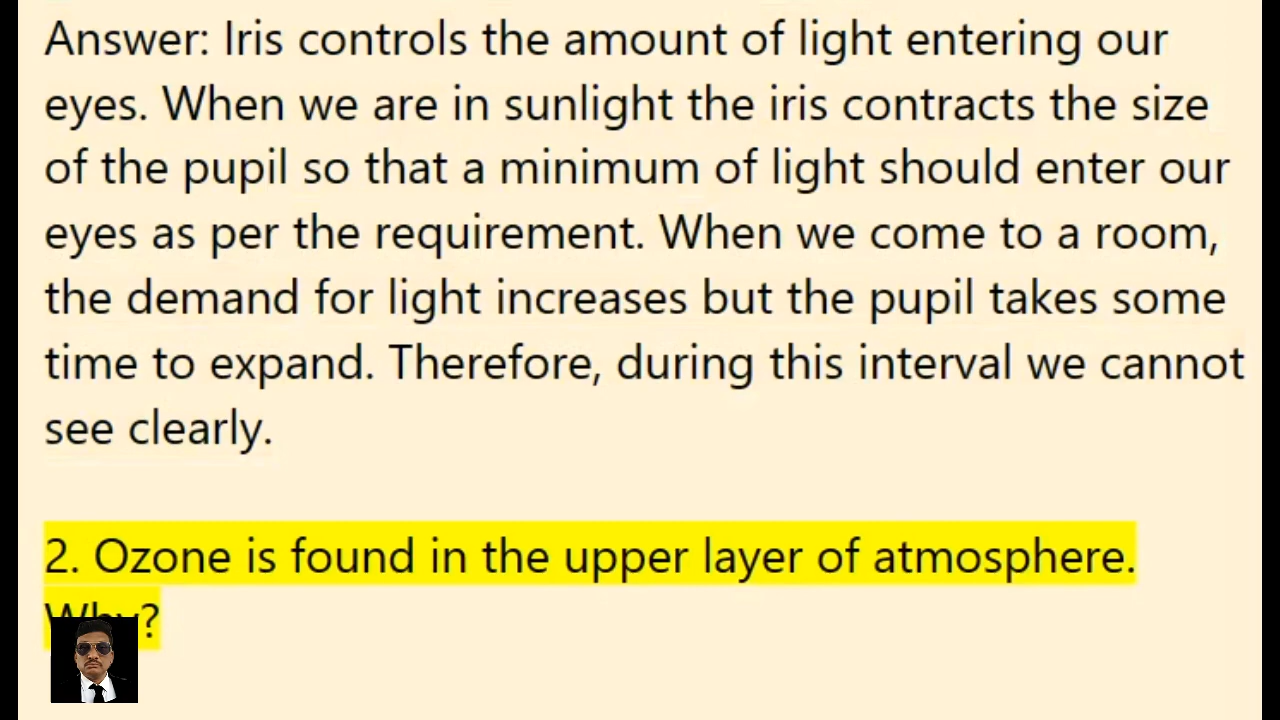 Answer: Iris controls the amount of light entering our
eyes. When we are in sunlight the iris contracts the size
of the pupil so that a minimum of light should enter our
eyes as per the requirement. When we come to a room,
the demand for light increases but the pupil takes some
time to expand. Therefore, during this interval we cannot
see clearly.
2. Ozone is found in the upper layer of atmosphere.
Why?